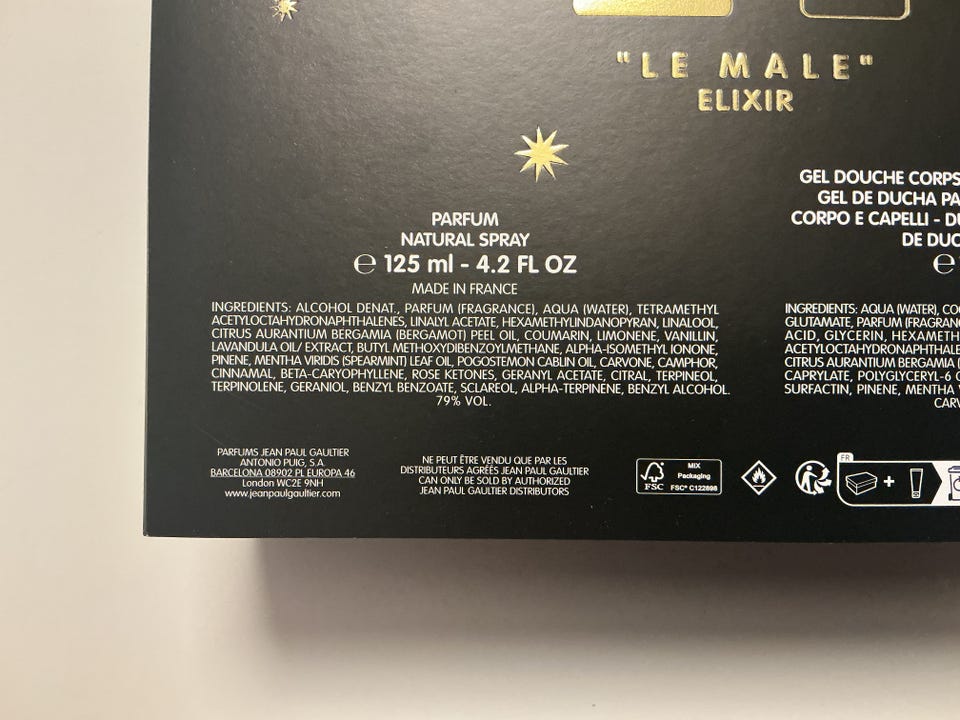 "LE MALE"
ELIXIR
PARFUM
NATURAL SPRAY
℮ 125 ml - 4.2 FL OZ
MADE IN FRANCE
INGREDIENTS: ALCOHOL DENAT., PARFUM (FRAGRANCE), AQUA (WATER), TETRAMETHYL
ACETYLOCTAHYDRONAPHTHALENES, LINALYL ACETATE, HEXAMETHYLINDANOPYRAN, LINALOOL,
CITRUS AURANTIUM BERGAMIA (BERGAMOT) PEEL OIL, COUMARIN, LIMONENE, VANILLIN,
LAVANDULA OIL/ EXTRACT, BUTYL METHOXYDIBENZOYLMETHANE, ALPHA-ISOMETHYL IONONE,
PINENE, MENTHA VIRIDIS (SPEARMINT) LEAF OIL, POGOSTEMON CABLIN OIL, CARVONE, CAMPHOR,
CINNAMAL, BETA-CARYOPHYLLENE, ROSE KETONES, GERANYL ACETATE, CITRAL, TERPINEOL,
TERPINOLENE, GERANIOL, BENZYL BENZOATE, SCLAREOL, ALPHA-TERPINENE, BENZYL ALCOHOL.
79% VOL.
GEL DOUCHE CORPS
GEL DE DUCHA PA
CORPO E CAPELLI - DU
DE DUC
℮
INGREDIENTS: AQUA (WATER), CO
GLUTAMATE, PARFUM (FRAGRAN
ACID, GLYCERIN, HEXAMETH
ACETYLOCTAHYDRONAPHTHALE
CITRUS AURANTIUM BERGAMIA (
CAPRYLATE, POLYGLYCERYL-6
SURFACTIN, PINENE, MENTHA
CARV
PARFUMS JEAN PAUL GAULTIER
ANTONIO PUIG, S.A.
BARCELONA 08902 PL EUROPA 46
London WC2E 9NH
www.jeanpaulgaultier.com
NE PEUT ÊTRE VENDU QUE PAR LES
DISTRIBUTEURS AGRÉÉS JEAN PAUL GAULTIER
CAN ONLY BE SOLD BY AUTHORIZED
JEAN PAUL GAULTIER DISTRIBUTORS
FSC
MIX
Packaging
FSC® C122898
FR
+